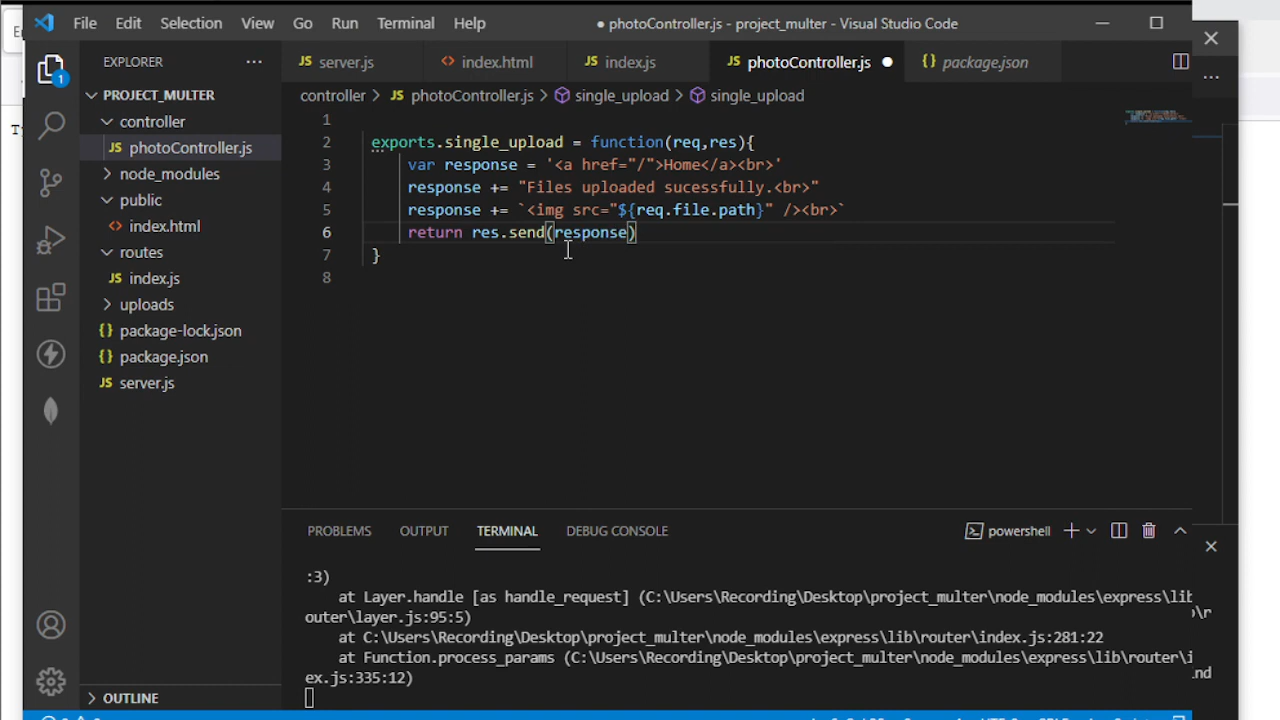 File Edit Selection View Go Run Terminal Help ● photoController.js - project_multer - Visual Studio Code
EXPLORER ···
JS server.js <> index.html JS index.js JS photoController.js ● {} package.json
PROJECT_MULTER
controller > JS photoController.js > single_upload > single_upload
controller
JS photoController.js
node_modules
public
<> index.html
routes
JS index.js
uploads
{} package-lock.json
{} package.json
JS server.js
OUTLINE
1
2 exports.single_upload = function(req,res){
3 var response = '<a href="/">Home</a><br>'
4 response += "Files uploaded sucessfully.<br>"
5 response += `<img src="${req.file.path}" /><br>`
6 return res.send(response)
7 }
8
PROBLEMS OUTPUT TERMINAL DEBUG CONSOLE powershell
:3)
at Layer.handle [as handle_request] (C:\Users\Recording\Desktop\project_multer\node_modules\express\lib
outer\layer.js:95:5)
at C:\Users\Recording\Desktop\project_multer\node_modules\express\lib\router\index.js:281:22
at Function.process_params (C:\Users\Recording\Desktop\project_multer\node_modules\express\lib\router\i
ex.js:335:12)
1
\r
nd